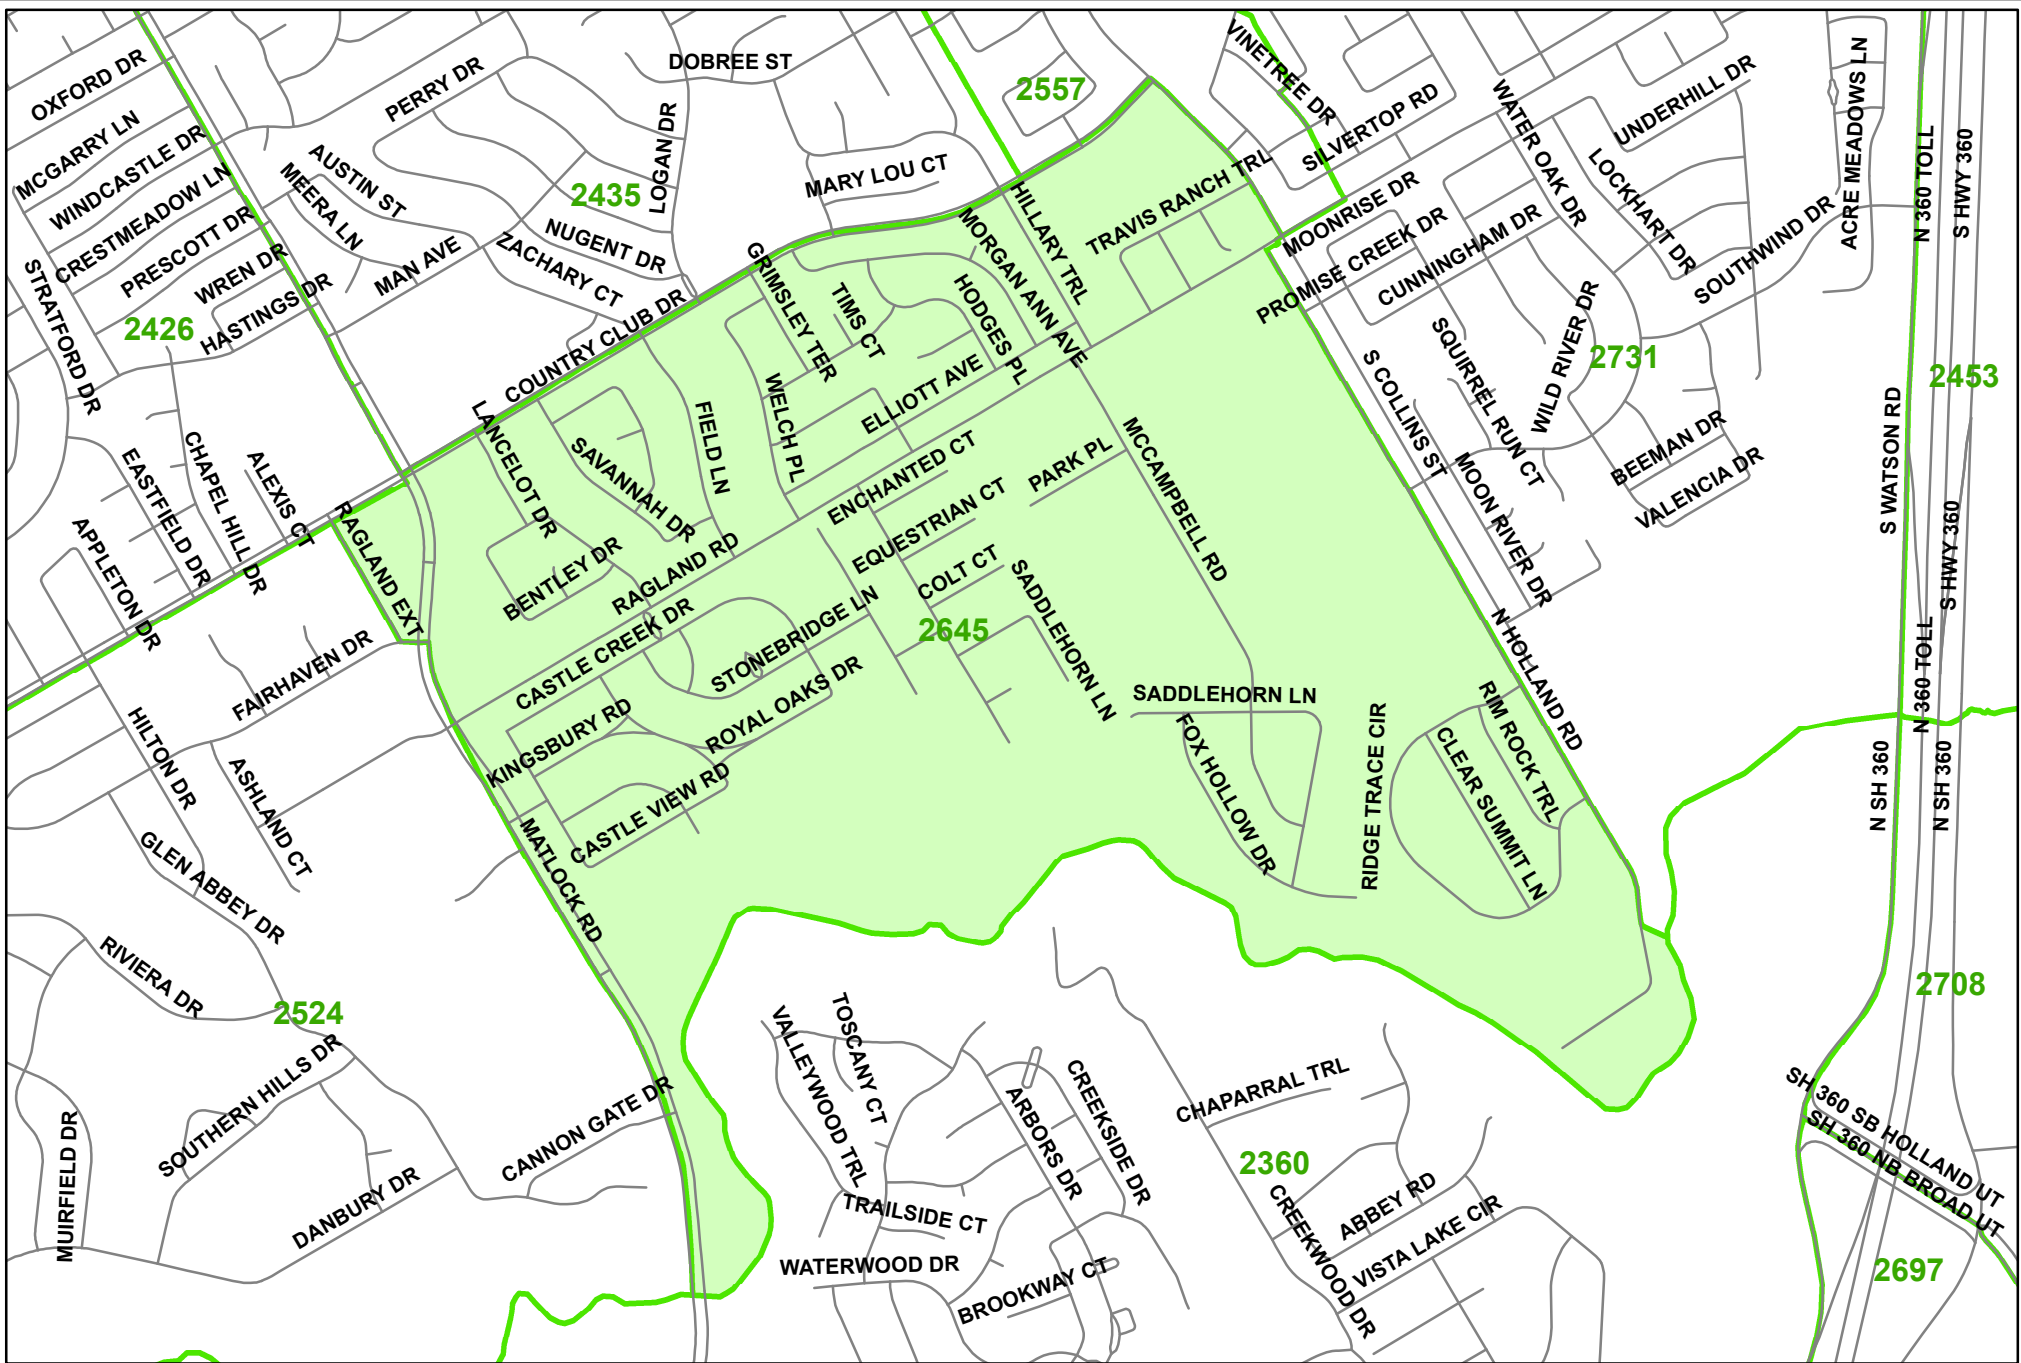 OXFORD DR
MCGARRY LN
WINDCASTLE DR
CRESTMEADOW LN
PRESCOTT DR
WREN DR
HASTINGS DR
STRATFORD DR
2426
PERRY DR
AUSTIN ST
MEERA LN
MAN AVE
DOBREE ST
LOGAN DR
2435
NUGENT DR
ZACHARY CT
MARY LOU CT
2557
VINETREE DR
SILVERTOP RD
TRAVIS RANCH TRL
HILLARY TRL
MORGAN ANN AVE
MOONRISE DR
PROMISE CREEK DR
CUNNINGHAM DR
WATER OAK DR
UNDERHILL DR
LOCKHART DR
SOUTHWIND DR
ACRE MEADOWS LN
N 360 TOLL
S HWY 360
COUNTRY CLUB DR
GRIMSLEY TER
TIMS CT
HODGES PL
ELLIOTT AVE
WELCH PL
FIELD LN
SAVANNAH DR
LANCELOT DR
BENTLEY DR
RAGLAND RD
ENCHANTED CT
EQUESTRIAN CT
PARK PL
COLT CT
MCCAMPBELL RD
S COLLINS ST
SQUIRREL RUN CT
WILD RIVER DR
2731
2453
S WATSON RD
BEEMAN DR
VALENCIA DR
MOON RIVER DR
S HWY 360
EASTFIELD DR
CHAPEL HILL DR
ALEXIS CT
APPLETON DR
RAGLAND EXT
FAIRHAVEN DR
CASTLE CREEK DR
STONEBRIDGE LN
2645
SADDLEHORN LN
SADDLEHORN LN
N HOLLAND RD
N 360 TOLL
KINGSBURY RD
ROYAL OAKS DR
CASTLE VIEW RD
HILTON DR
ASHLAND CT
FOX HOLLOW DR
RIDGE TRACE CIR
CLEAR SUMMIT LN
RIM ROCK TRL
N SH 360
N SH 360
GLEN ABBEY DR
MATLOCK RD
RIVIERA DR
2524
2708
SOUTHERN HILLS DR
MUIRFIELD DR
DANBURY DR
CANNON GATE DR
VALLEYWOOD TRL
TOSCANY CT
ARBORS DR
CREEKSIDE DR
CHAPARRAL TRL
2360
SH 360 SB HOLLAND UT
SH 360 NB BROAD UT
TRAILSIDE CT
WATERWOOD DR
BROOKWAY CT
CREEKWOOD DR
ABBEY RD
VISTA LAKE CIR
2697